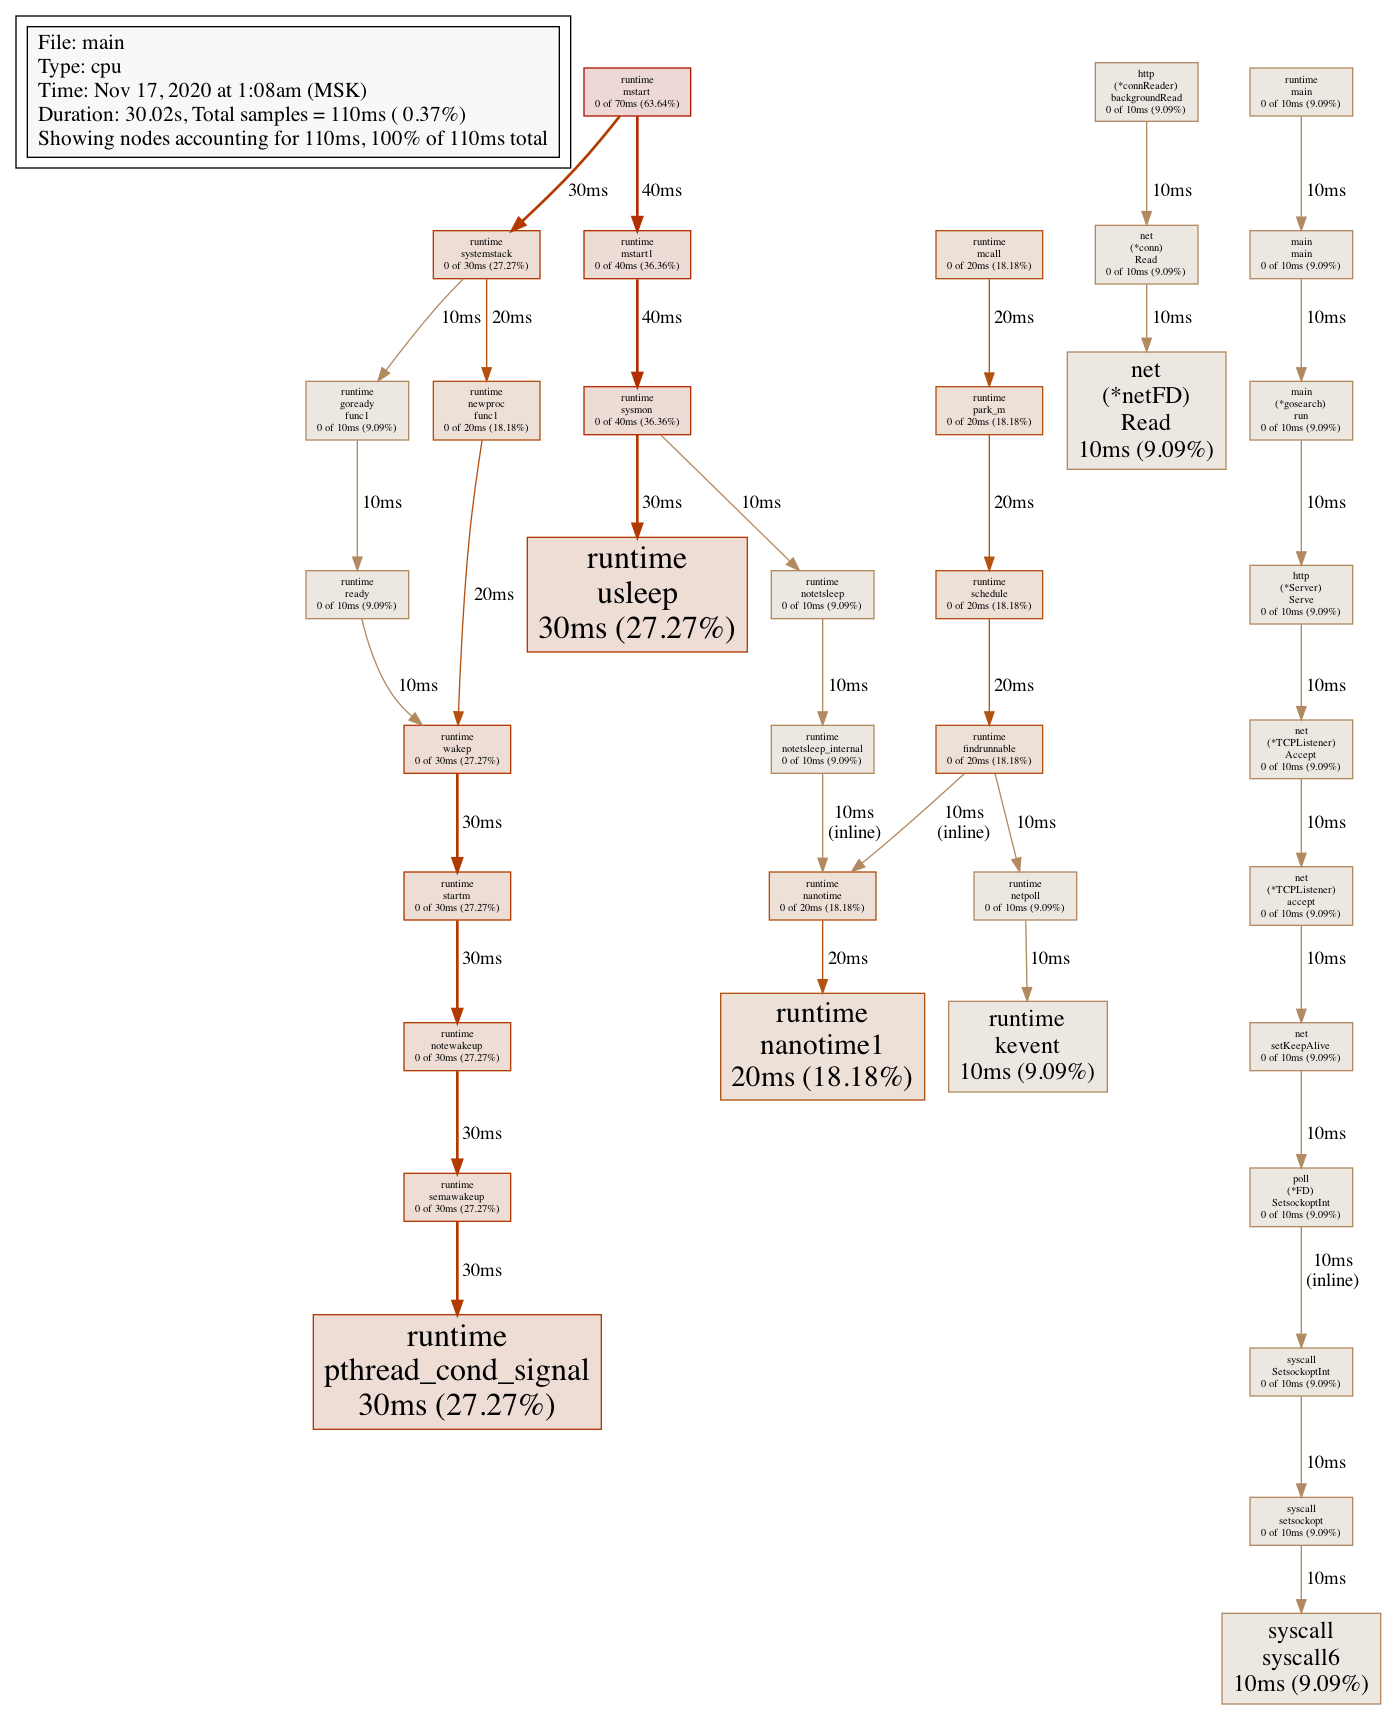 File: main
Type: cpu
Time: Nov 17, 2020 at 1:08am (MSK)
Duration: 30.02s, Total samples = 110ms ( 0.37%)
Showing nodes accounting for 110ms, 100% of 110ms total
runtime
mstart
0 of 70ms (63.64%)
http
(*connReader)
backgroundRead
0 of 10ms (9.09%)
runtime
main
0 of 10ms (9.09%)
30ms
40ms
10ms
10ms
runtime
systemstack
0 of 30ms (27.27%)
runtime
mstart1
0 of 40ms (36.36%)
runtime
mcall
0 of 20ms (18.18%)
net
(*conn)
Read
0 of 10ms (9.09%)
main
main
0 of 10ms (9.09%)
10ms
20ms
40ms
20ms
10ms
10ms
runtime
goready
func1
0 of 10ms (9.09%)
runtime
newproc
func1
0 of 20ms (18.18%)
runtime
sysmon
0 of 40ms (36.36%)
runtime
park_m
0 of 20ms (18.18%)
net
(*netFD)
Read
10ms (9.09%)
main
(*gosearch)
run
0 of 10ms (9.09%)
10ms
30ms
10ms
20ms
10ms
runtime
ready
0 of 10ms (9.09%)
20ms
runtime
usleep
30ms (27.27%)
runtime
notetsleep
0 of 10ms (9.09%)
runtime
schedule
0 of 20ms (18.18%)
http
(*Server)
Serve
0 of 10ms (9.09%)
10ms
10ms
20ms
10ms
runtime
wakep
0 of 30ms (27.27%)
runtime
notetsleep_internal
0 of 10ms (9.09%)
runtime
findrunnable
0 of 20ms (18.18%)
net
(*TCPListener)
Accept
0 of 10ms (9.09%)
30ms
10ms
(inline)
10ms
(inline)
10ms
10ms
runtime
startm
0 of 30ms (27.27%)
runtime
nanotime
0 of 20ms (18.18%)
runtime
netpoll
0 of 10ms (9.09%)
net
(*TCPListener)
accept
0 of 10ms (9.09%)
30ms
20ms
10ms
10ms
runtime
notewakeup
0 of 30ms (27.27%)
runtime
nanotime1
20ms (18.18%)
runtime
kevent
10ms (9.09%)
net
setKeepAlive
0 of 10ms (9.09%)
30ms
10ms
runtime
semawakeup
0 of 30ms (27.27%)
poll
(*FD)
SetsockoptInt
0 of 10ms (9.09%)
30ms
10ms
(inline)
runtime
pthread_cond_signal
30ms (27.27%)
syscall
SetsockoptInt
0 of 10ms (9.09%)
10ms
syscall
setsockopt
0 of 10ms (9.09%)
10ms
syscall
syscall6
10ms (9.09%)